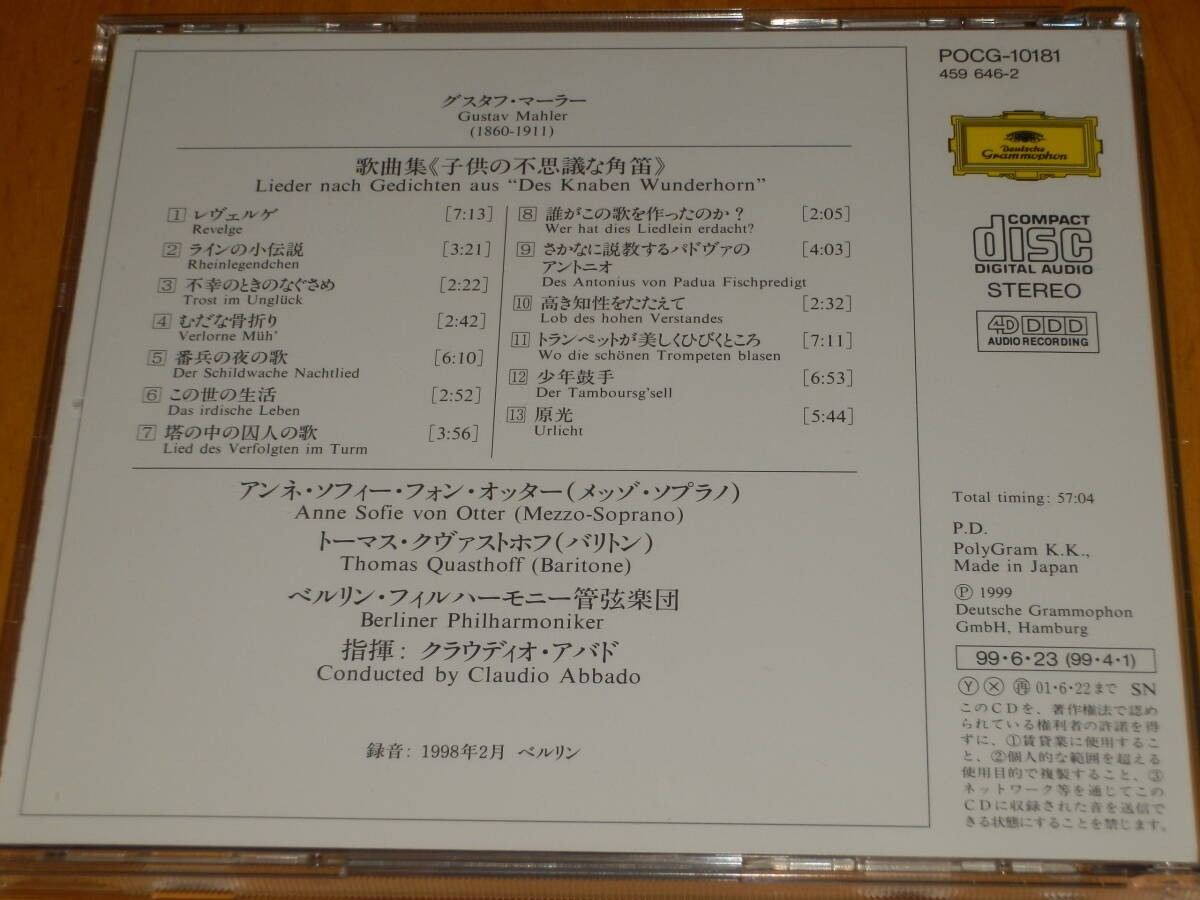 グスタフ・マーラー
Gustav Mahler
(1860-1911)
歌曲集《子供の不思議な角笛》
Lieder nach Gedichten aus “Des Knaben Wunderhorn”
1 レヴェルゲ [7:13]
Revelge
2 ラインの小伝説 [3:21]
Rheinlegendchen
3 不幸のときのなぐさめ [2:22]
Trost im Unglück
4 むだな骨折り [2:42]
Verlorne Müh’
5 番兵の夜の歌 [6:10]
Der Schildwache Nachtlied
6 この世の生活 [2:52]
Das irdische Leben
7 塔の中の囚人の歌 [3:56]
Lied des Verfolgten im Turm
8 誰がこの歌を作ったのか? [2:05]
Wer hat dies Liedlein erdacht?
9 さかなに説教するパドヴァの [4:03]
アントニオ
Des Antonius von Padua Fischpredigt
10 高き知性をたたえて [2:32]
Lob des hohen Verstandes
11 トランペットが美しくひびくところ [7:11]
Wo die schönen Trompeten blasen
12 少年鼓手 [6:53]
Der Tamboursg’sell
13 原光 [5:44]
Urlicht
アンネ・ソフィー・フォン・オッター(メッゾ・ソプラノ)
Anne Sofie von Otter (Mezzo-Soprano)
トーマス・クヴァストホフ(バリトン)
Thomas Quasthoff (Baritone)
ベルリン・フィルハーモニー管弦楽団
Berliner Philharmoniker
指揮: クラウディオ・アバド
Conducted by Claudio Abbado
録音: 1998年2月 ベルリン
POCG-10181
459 646-2
Deutsche
Grammophon
COMPACT
disc
DIGITAL AUDIO
STEREO
4D DDD
AUDIO RECORDING
Total timing: 57:04
P.D.
PolyGram K.K.,
Made in Japan
Ⓟ 1999
Deutsche Grammophon
GmbH, Hamburg
99・6・23 (99・4・1)
Ⓨ Ⓧ 再 01・6・22まで SN
このCDを、著作権法で認め
られている権利者の許諾を得
ずに、①賃貸業に使用するこ
と、②個人的な範囲を超える
使用目的で複製すること、③
ネットワーク等を通じてこの
CDに収録された音を送信で
きる状態にすることを禁じます。